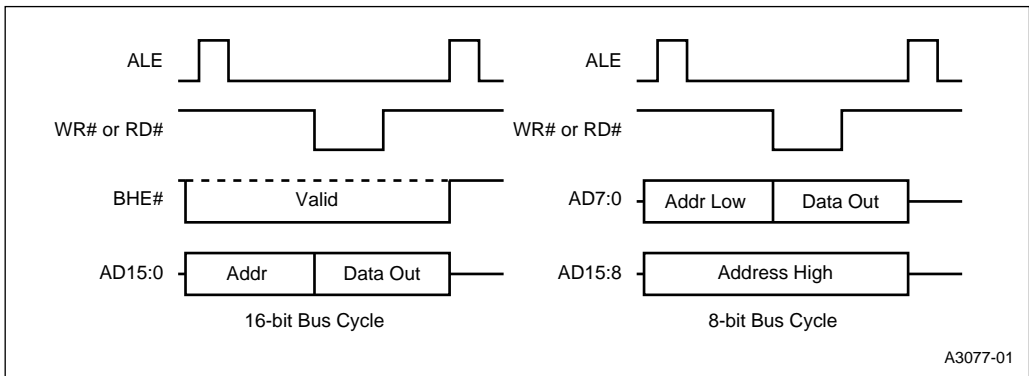 ALE
WR# or RD#
BHE#
Valid
AD15:0
Addr
Data Out
16-bit Bus Cycle
ALE
WR# or RD#
AD7:0
Addr Low
Data Out
AD15:8
Address High
8-bit Bus Cycle
A3077-01